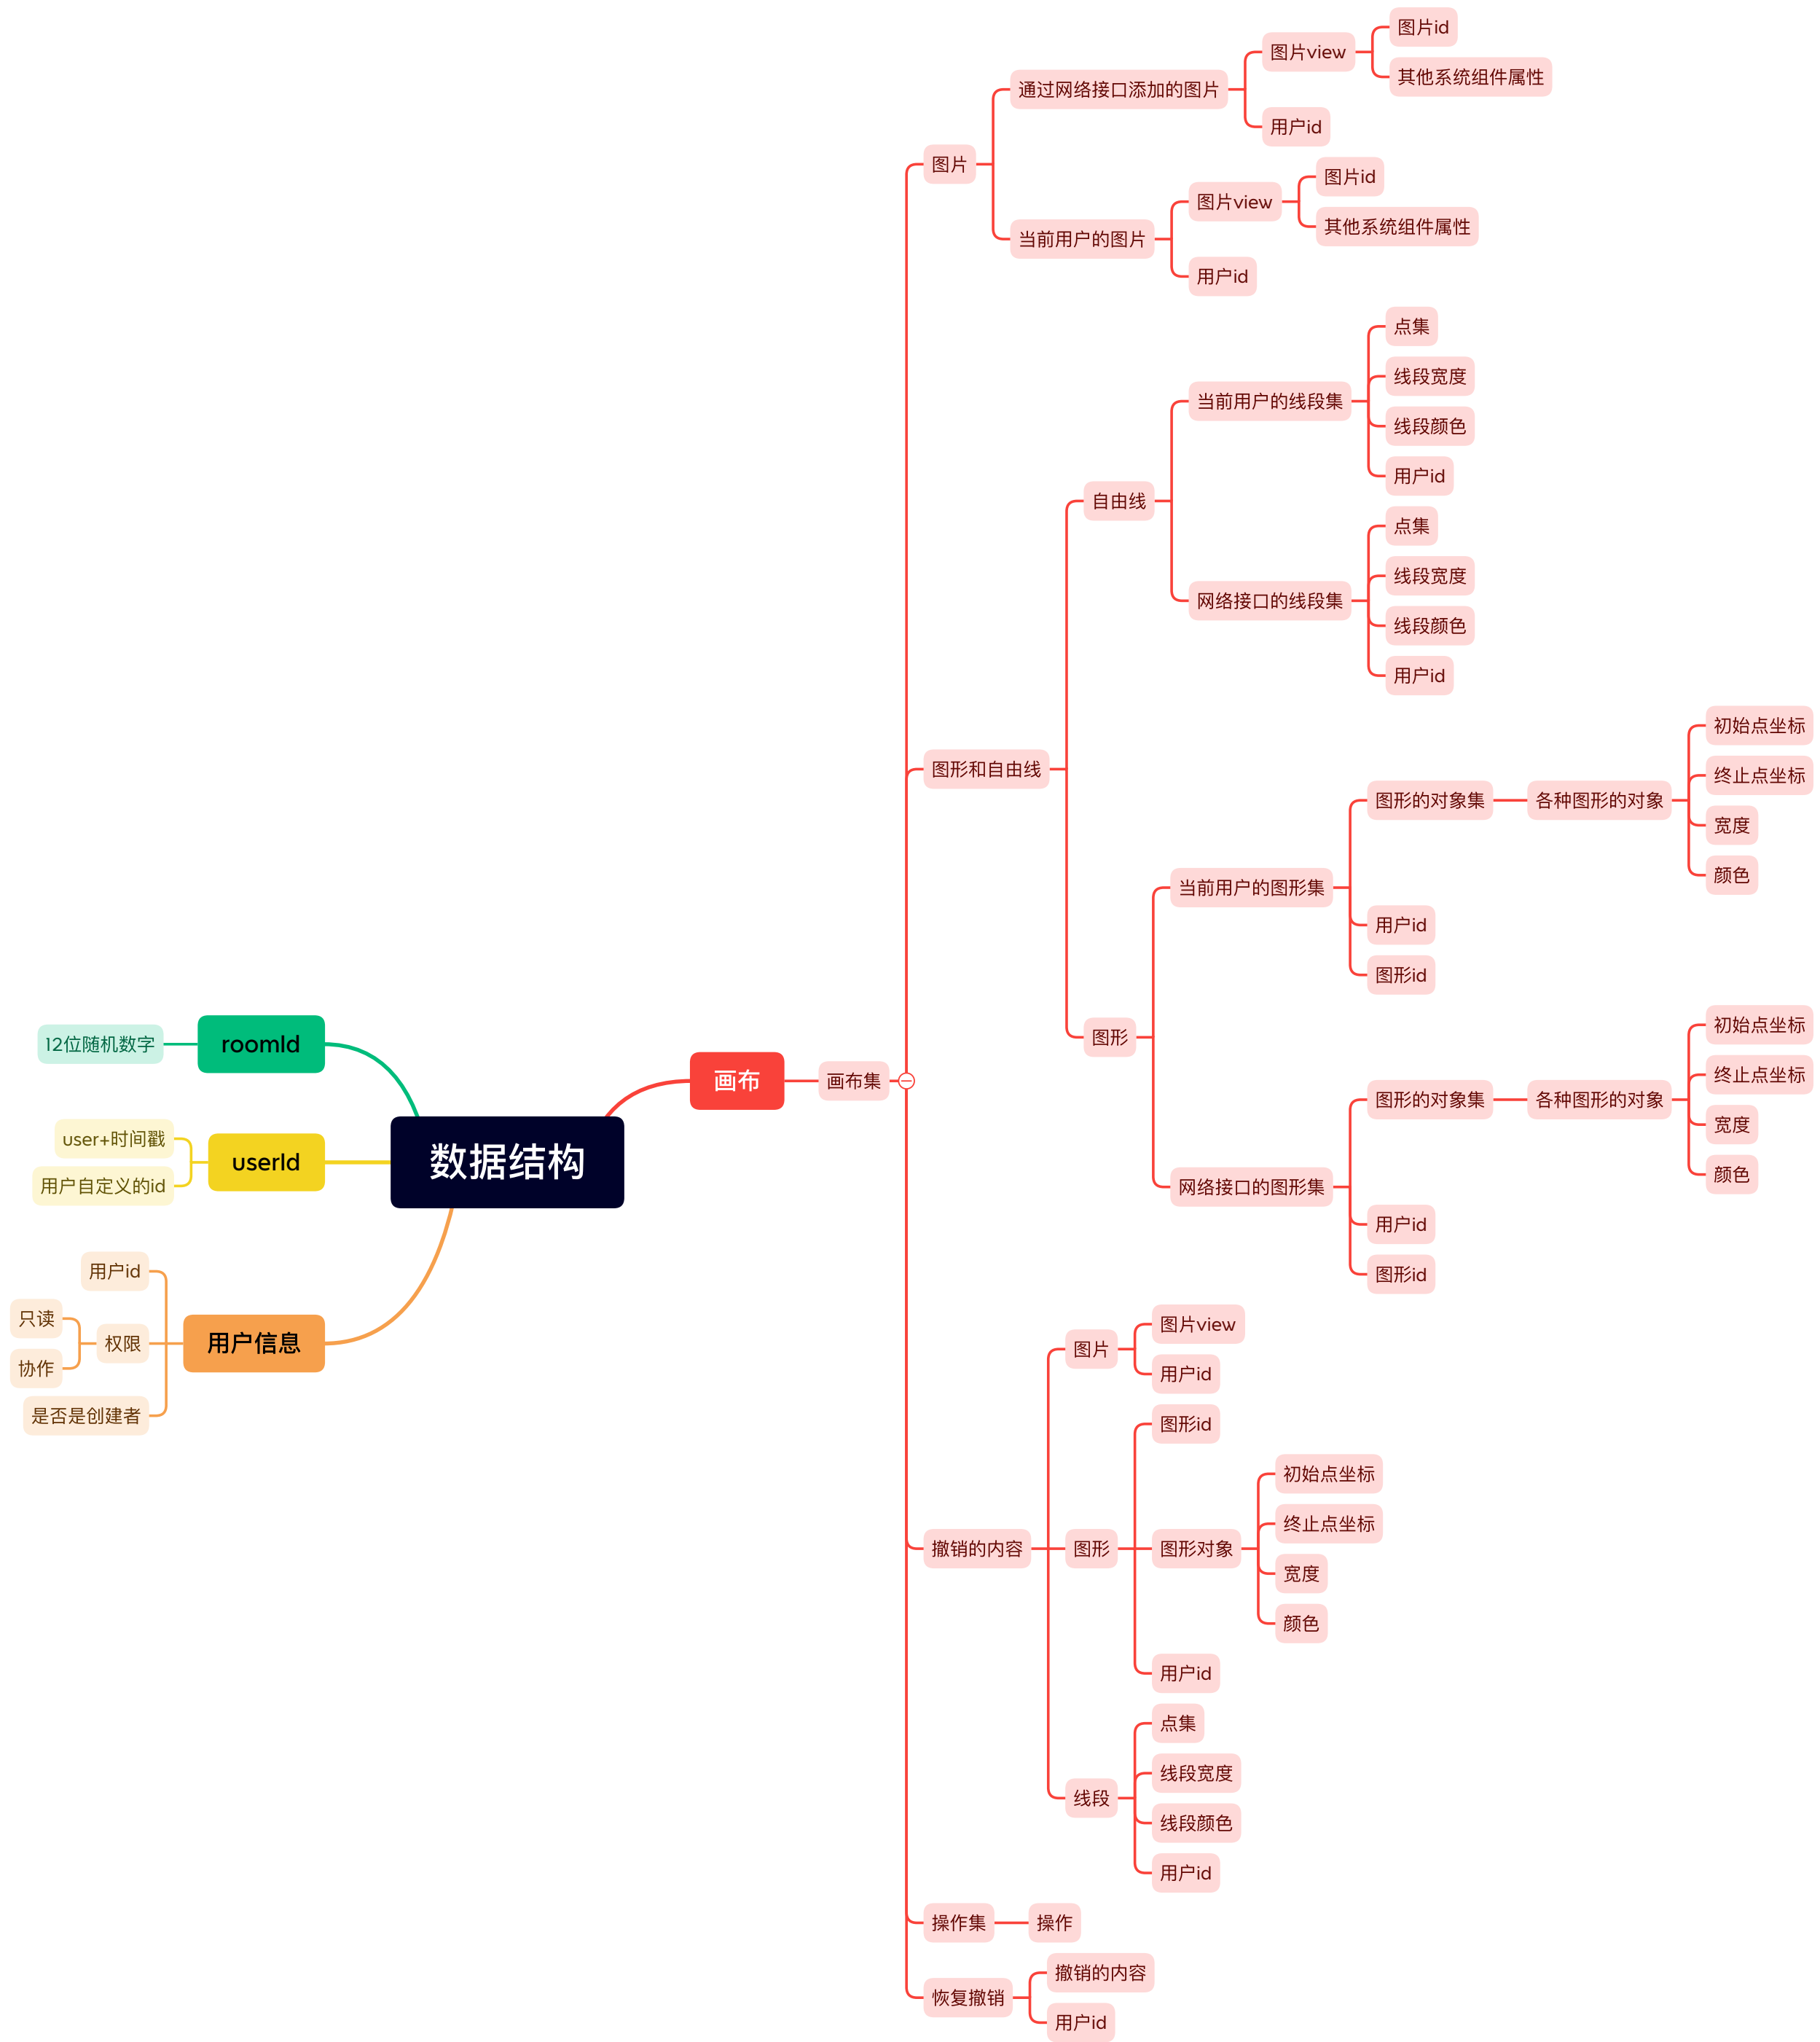 数据结构
roomId
12位随机数字
userId
user+时间戳
用户自定义的id
用户信息
用户id
权限
只读
协作
是否是创建者
画布
画布集
图片
通过网络接口添加的图片
图片view
图片id
其他系统组件属性
用户id
当前用户的图片
图片view
图片id
其他系统组件属性
用户id
图形和自由线
自由线
当前用户的线段集
点集
线段宽度
线段颜色
用户id
网络接口的线段集
点集
线段宽度
线段颜色
用户id
图形
当前用户的图形集
图形的对象集
各种图形的对象
初始点坐标
终止点坐标
宽度
颜色
用户id
图形id
网络接口的图形集
图形的对象集
各种图形的对象
初始点坐标
终止点坐标
宽度
颜色
用户id
图形id
撤销的内容
图片
图片view
用户id
图形
图形id
图形对象
初始点坐标
终止点坐标
宽度
颜色
用户id
线段
点集
线段宽度
线段颜色
用户id
操作集
操作
恢复撤销
撤销的内容
用户id